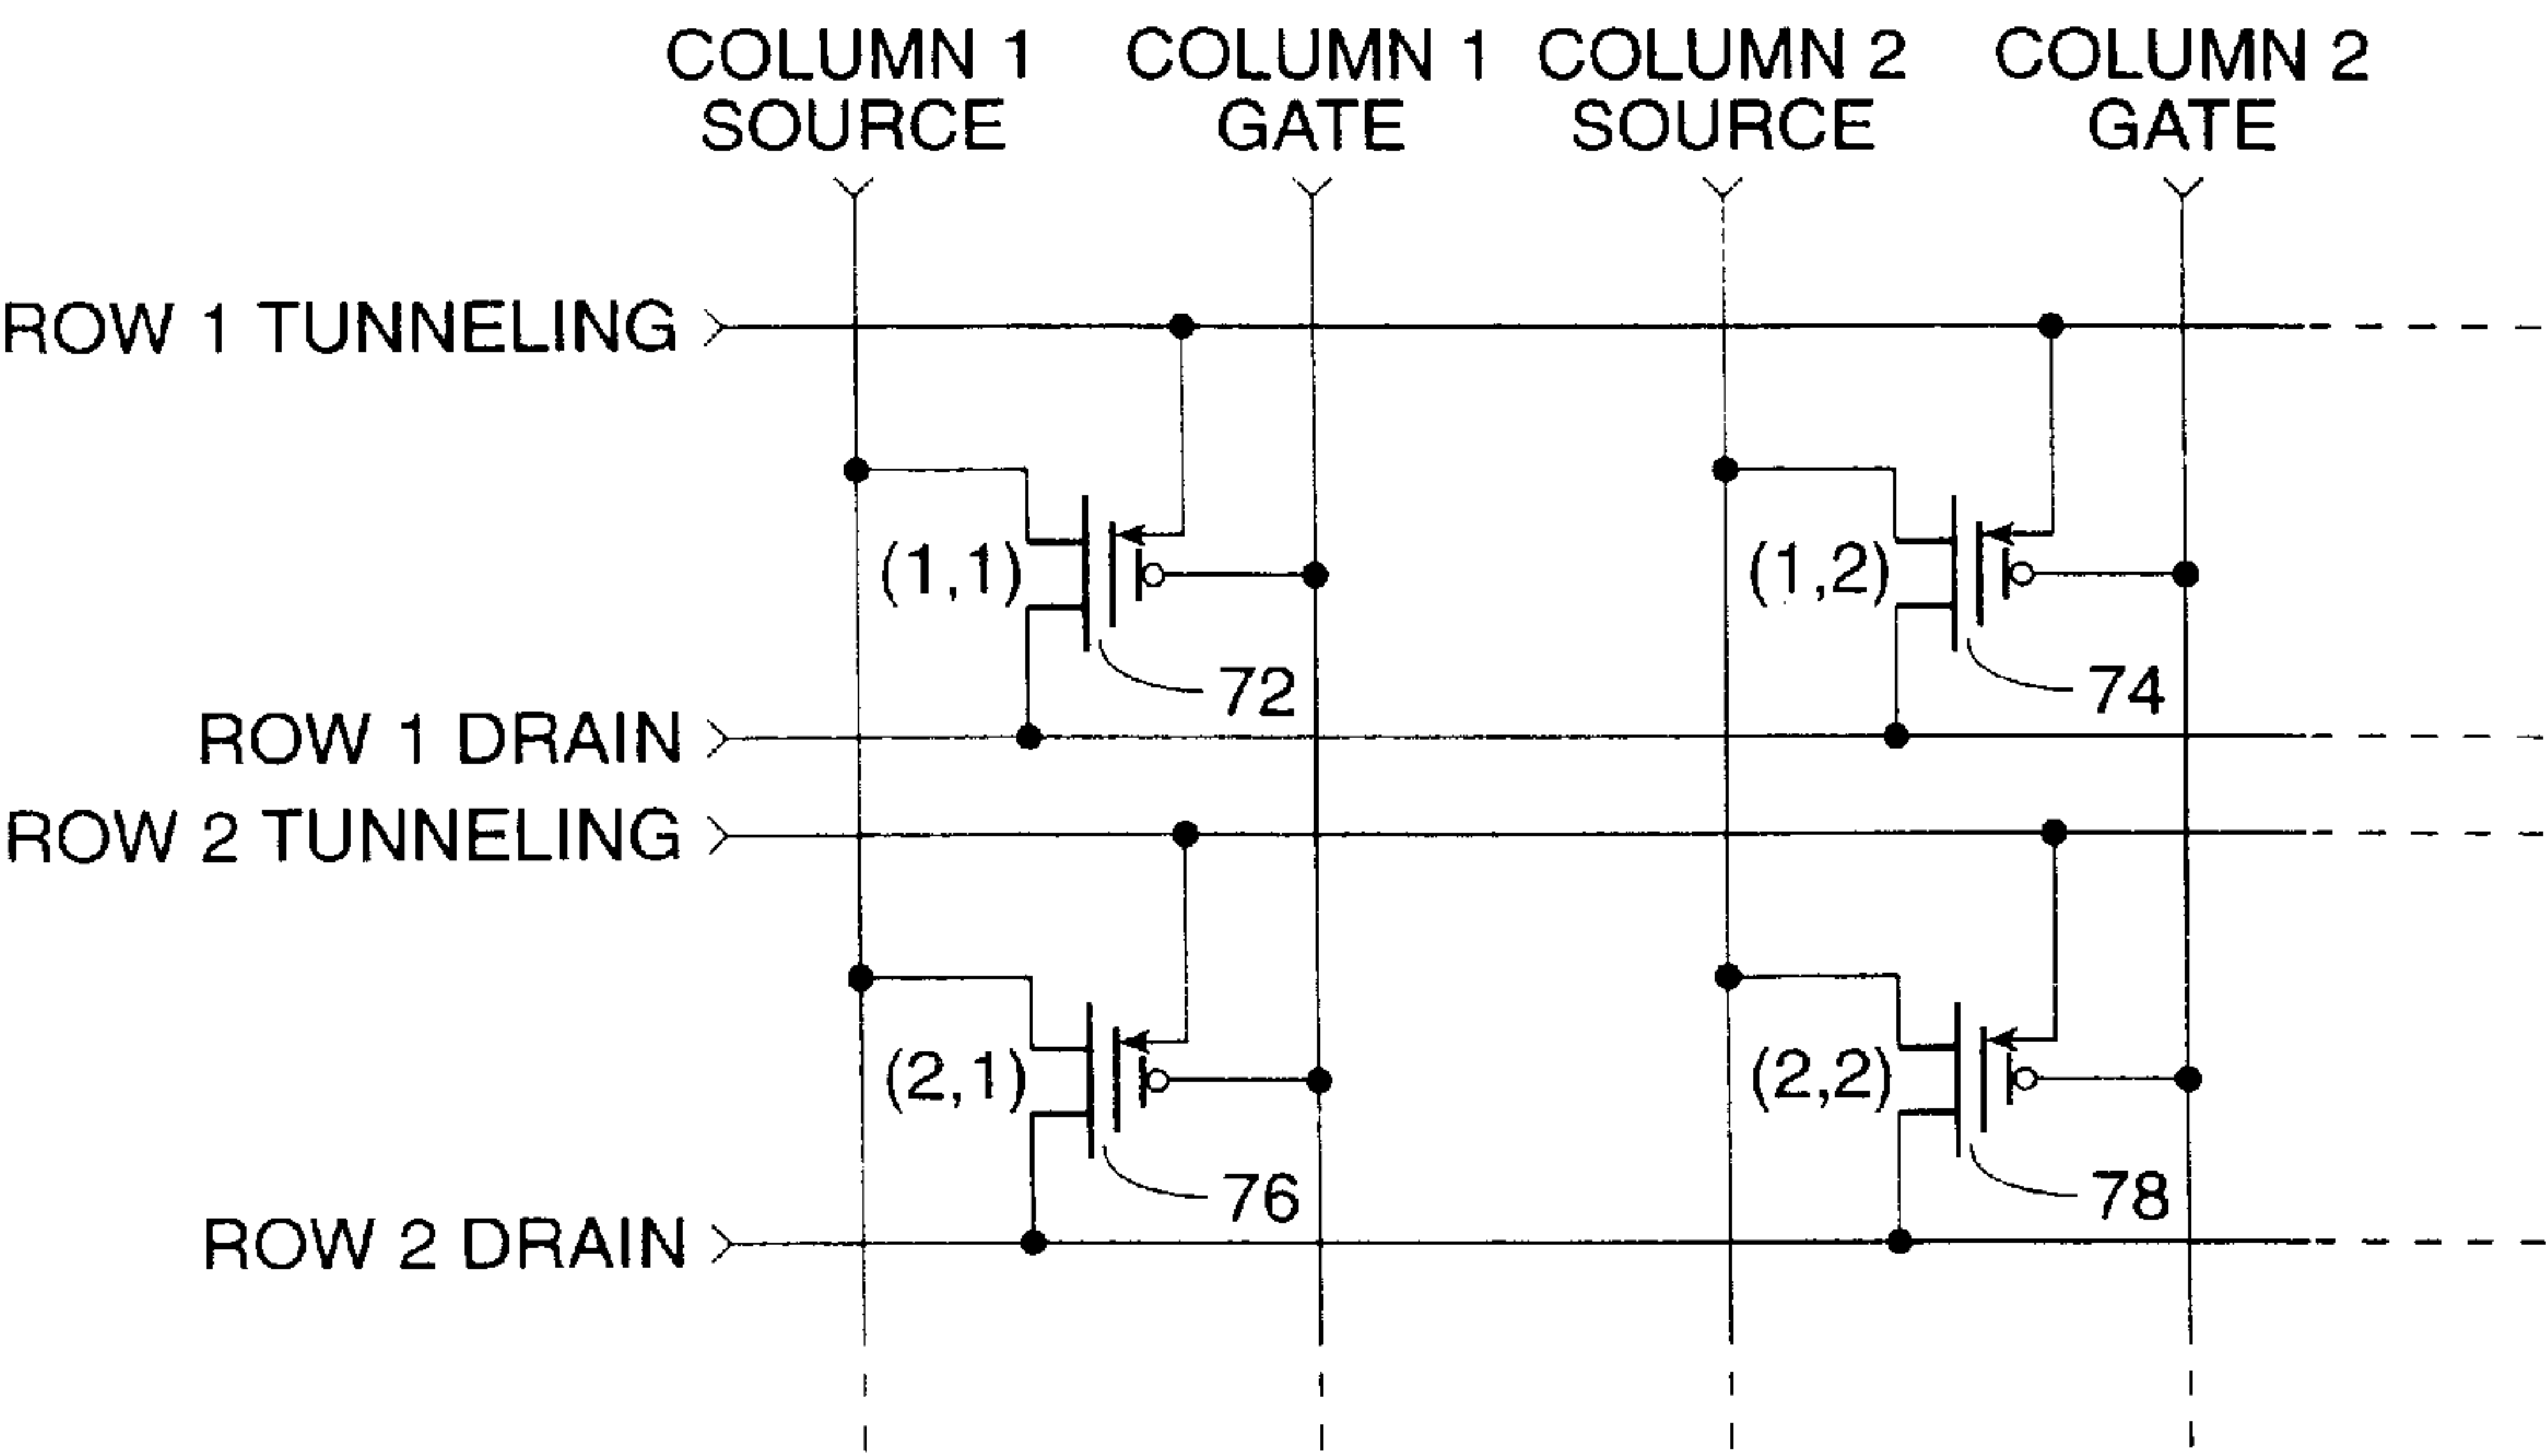 COLUMN 1 COLUMN 1 COLUMN 2 COLUMN 2
SOURCE GATE SOURCE GATE
ROW 1 TUNNELING
(1,1) (1,2)
72 74
ROW 1 DRAIN
ROW 2 TUNNELING
(2,1) (2,2)
76 78
ROW 2 DRAIN